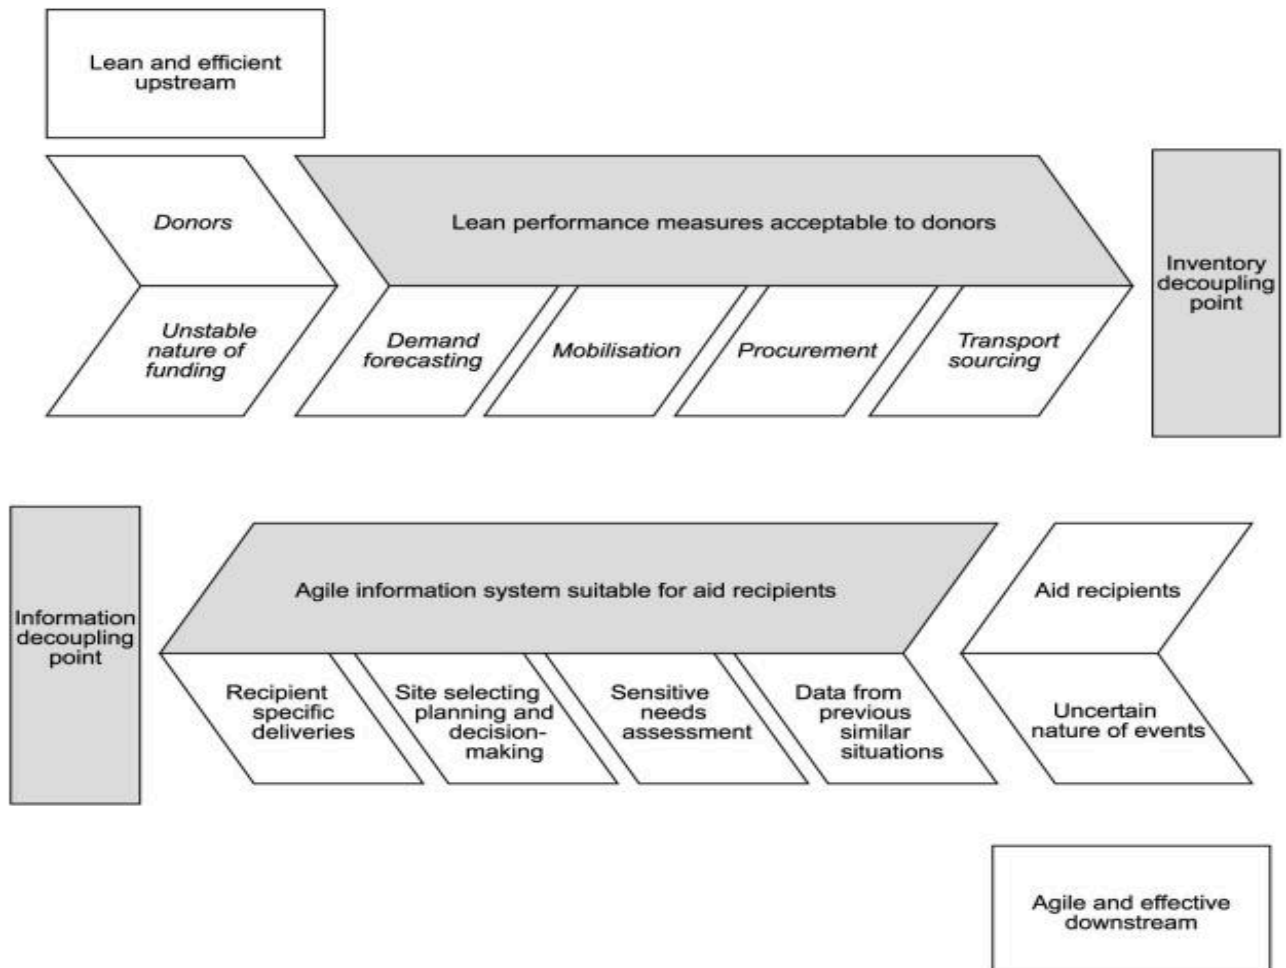 Lean and efficient
upstream
Donors
Lean performance measures acceptable to donors
Inventory
decoupling
point
Unstable
nature of
funding
Demand
forecasting
Mobilisation
Procurement
Transport
sourcing
Information
decoupling
point
Agile information system suitable for aid recipients
Aid recipients
Recipient
specific
deliveries
Site selecting
planning and
decision-
making
Sensitive
needs
assessment
Data from
previous
similar
situations
Uncertain
nature of events
Agile and effective
downstream